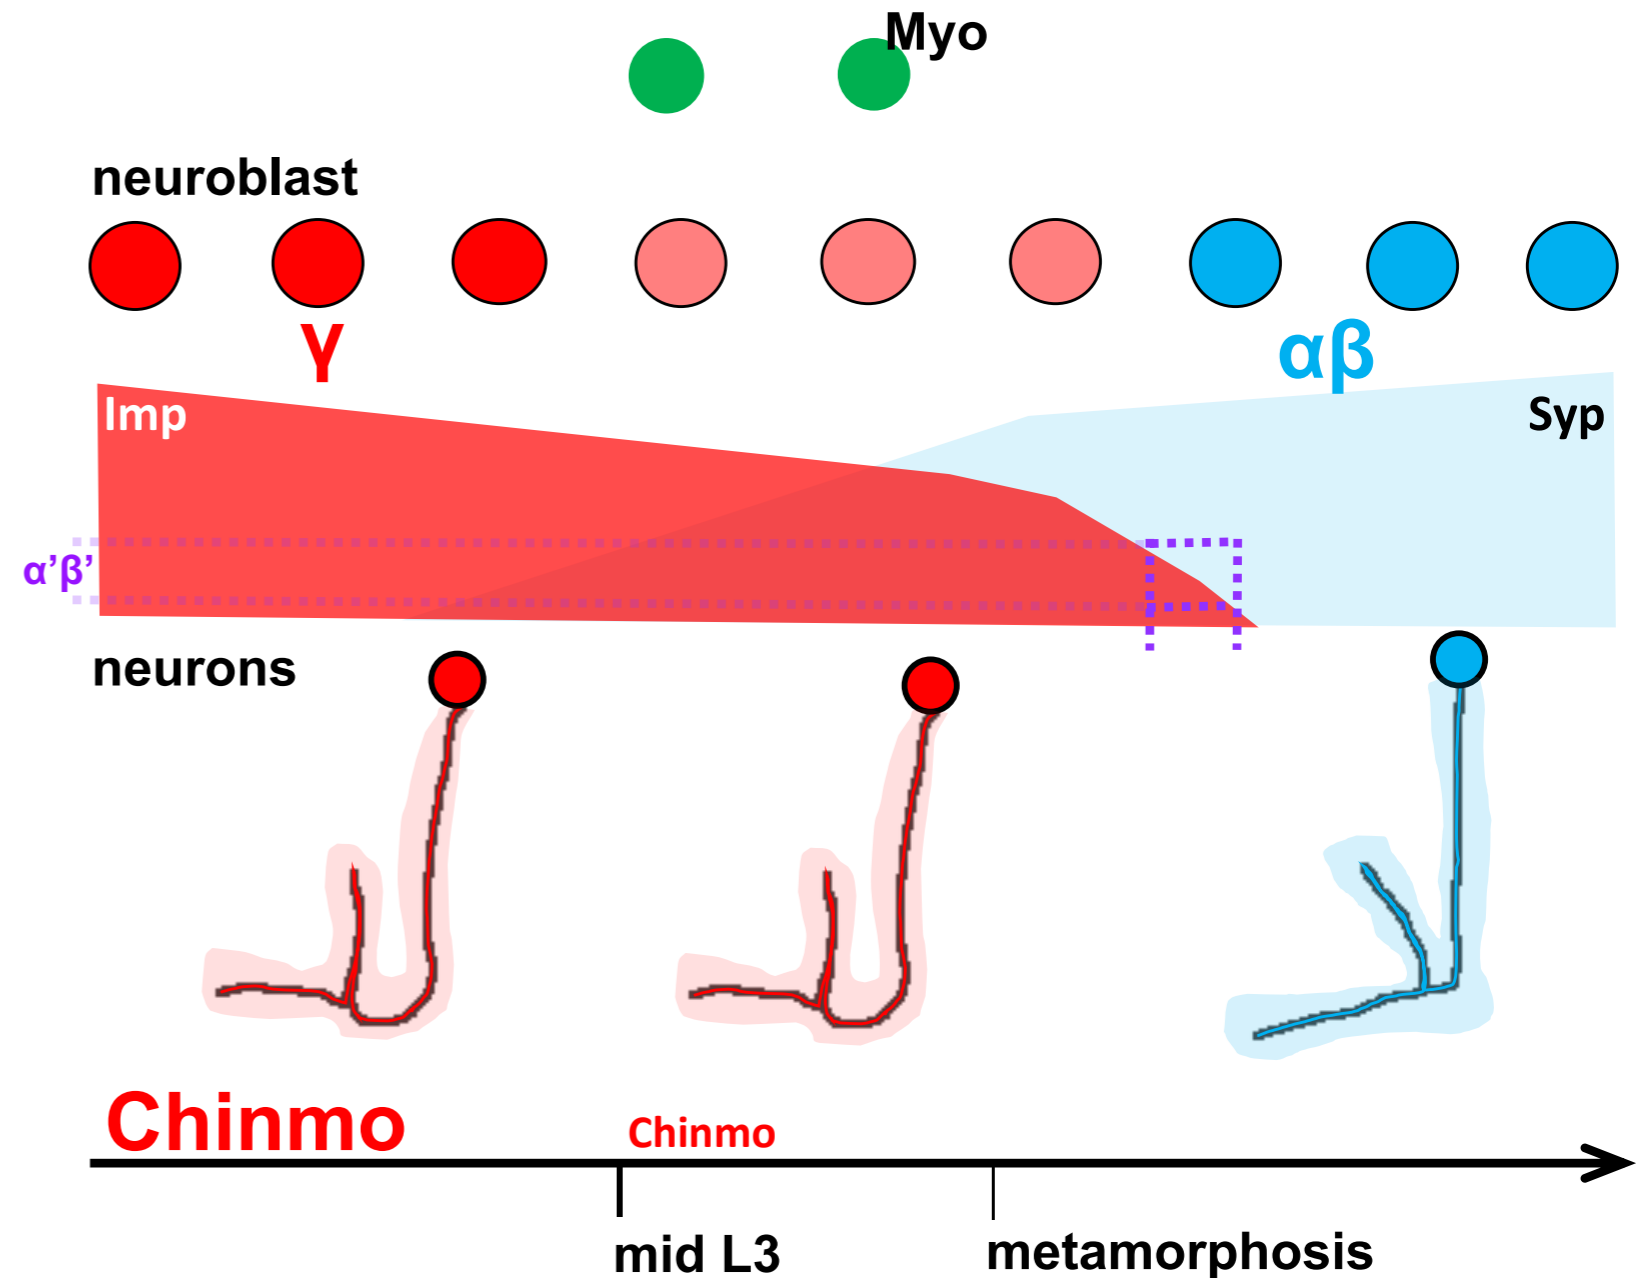 Myo
neuroblast
γ
αβ
Imp
Syp
α’β’
neurons
Chinmo
Chinmo
mid L3
metamorphosis